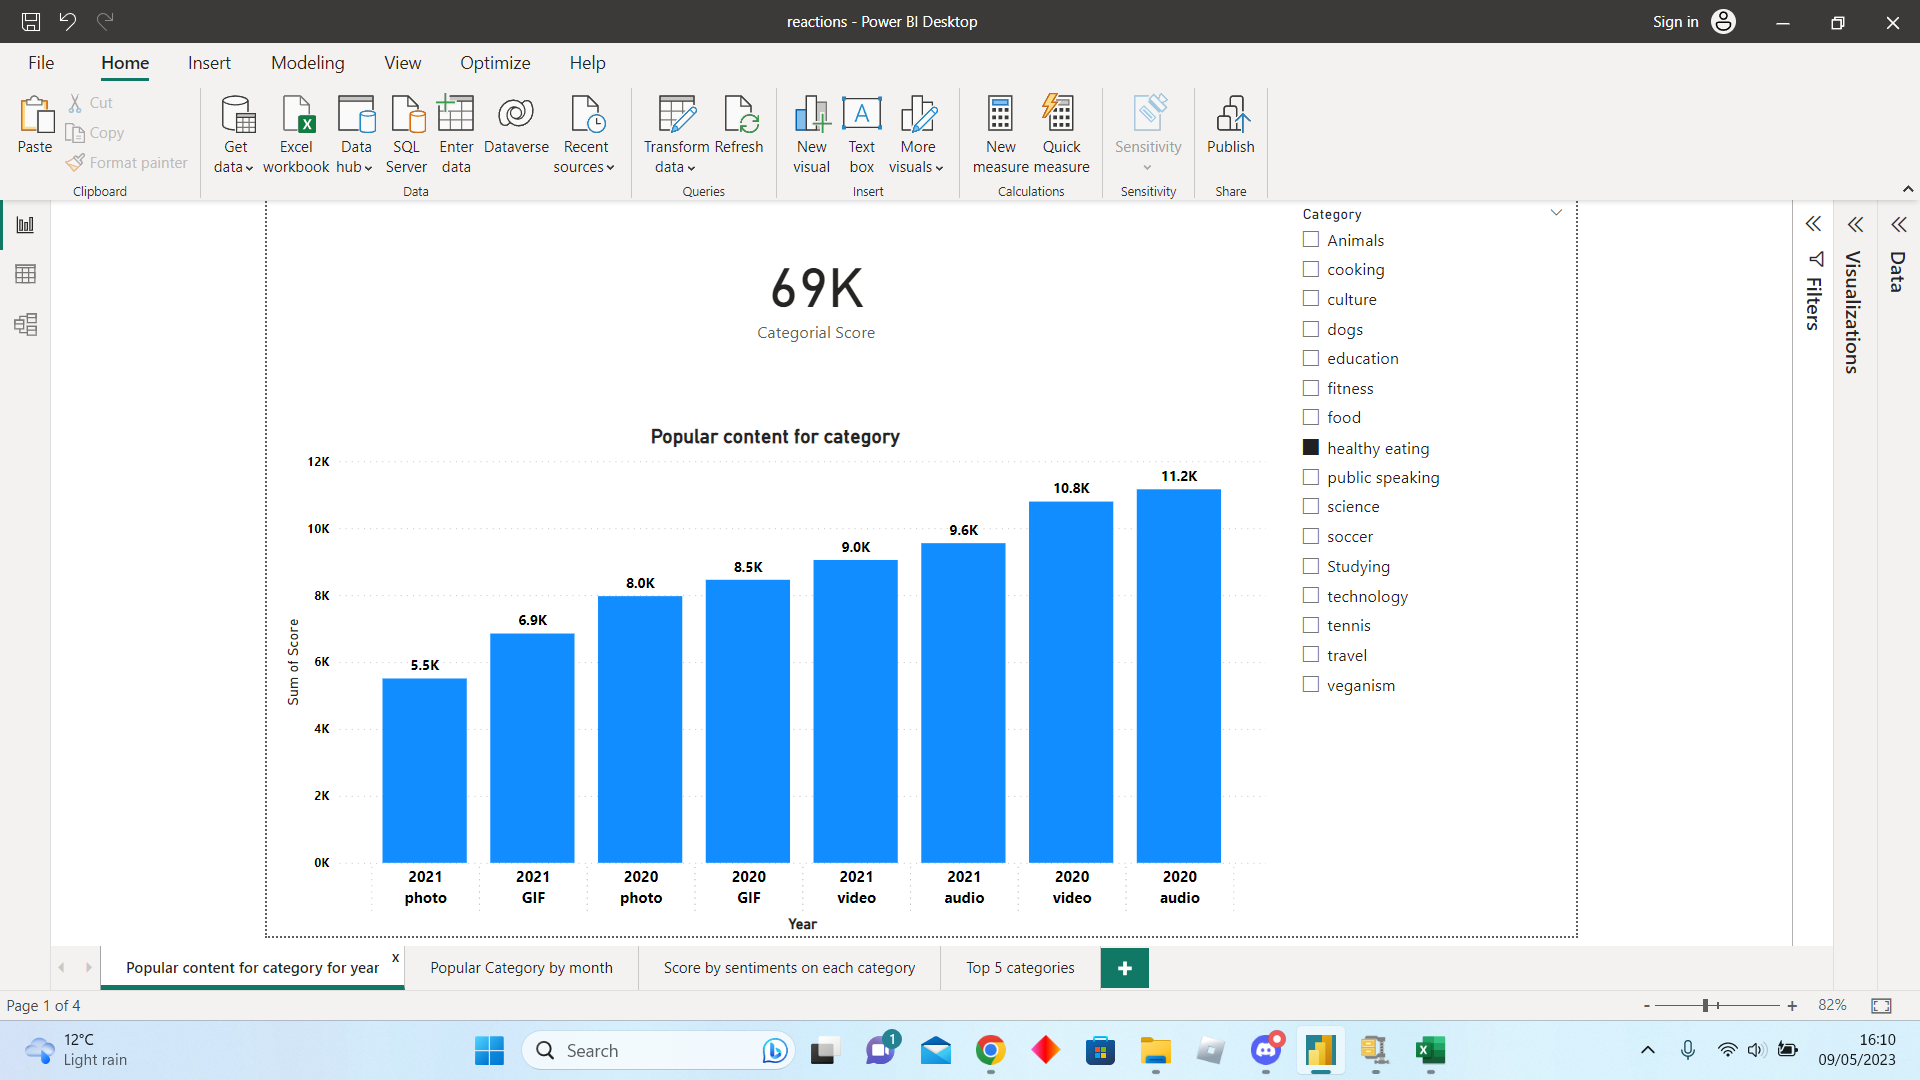 reactions - Power BI Desktop
Sign in
File Home Insert Modeling View Optimize Help
Paste
Cut
Copy
Format painter
Clipboard
Get data
Excel workbook
Data hub
SQL Server
Enter data
Dataverse
Recent sources
Data
Transform data
Refresh
Queries
New visual
Text box
More visuals
Insert
New measure
Quick measure
Calculations
Sensitivity
Sensitivity
Publish
Share
69K
Categorial Score
Popular content for category
Sum of Score
12K
10K
8K
6K
4K
2K
0K
5.5K
6.9K
8.0K
8.5K
9.0K
9.6K
10.8K
11.2K
2021 photo
2021 GIF
2020 photo
2020 GIF
2021 video
2021 audio
2020 video
2020 audio
Year
Category
Animals
cooking
culture
dogs
education
fitness
food
healthy eating
public speaking
science
soccer
Studying
technology
tennis
travel
veganism
Filters
Visualizations
Data
Popular content for category for year x
Popular Category by month
Score by sentiments on each category
Top 5 categories
+
Page 1 of 4
- + 82%
12°C
Light rain
Search
1
16:10
09/05/2023